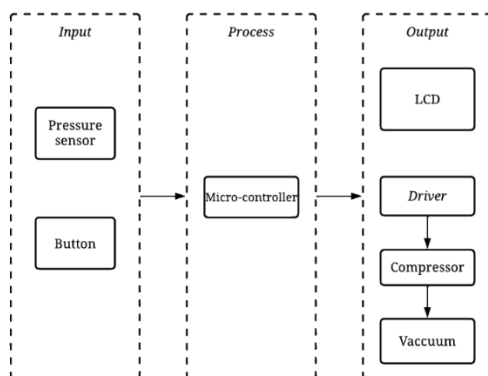 Input
Pressure
sensor
Button
Process
Micro-controller
Output
LCD
Driver
Compressor
Vaccuum